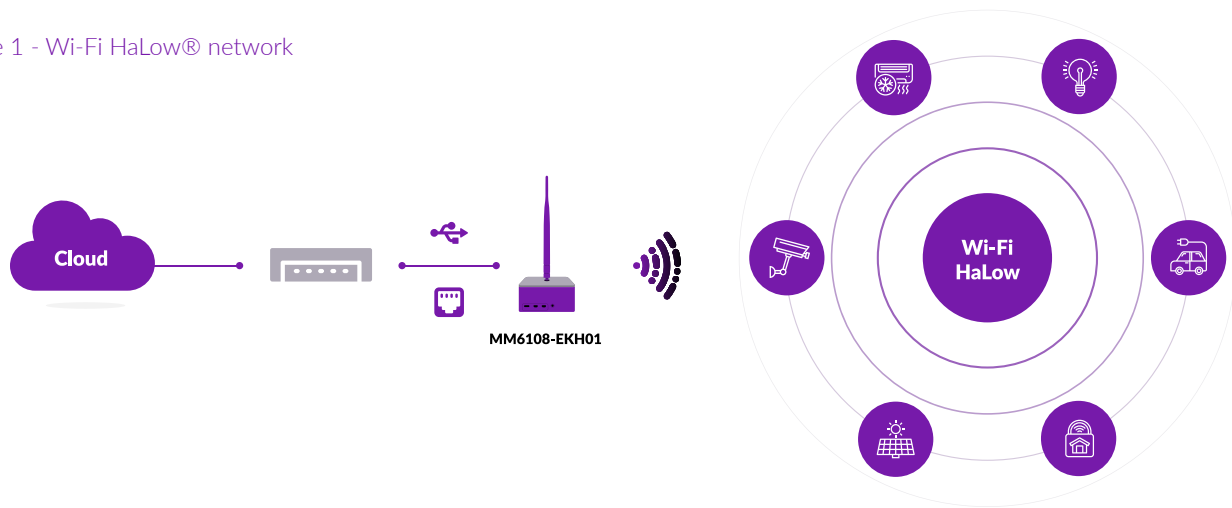 1 - Wi-Fi HaLow® network
Cloud
MM6108-EKH01
Wi-Fi
HaLow